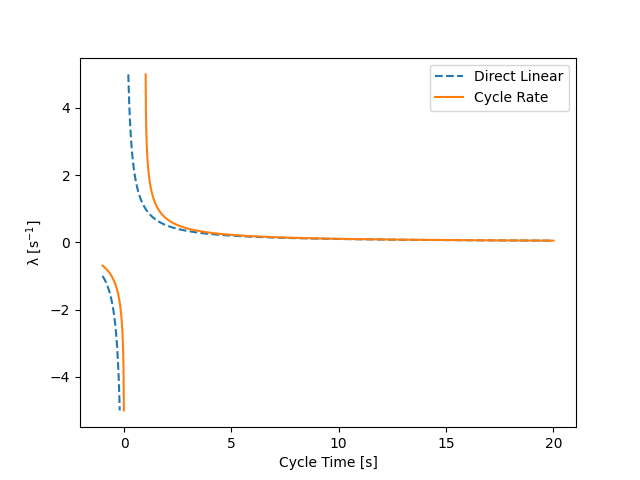 Direct Linear
Cycle Rate
λ [s⁻¹]
4
2
0
−2
−4
0 5 10 15 20
Cycle Time [s]